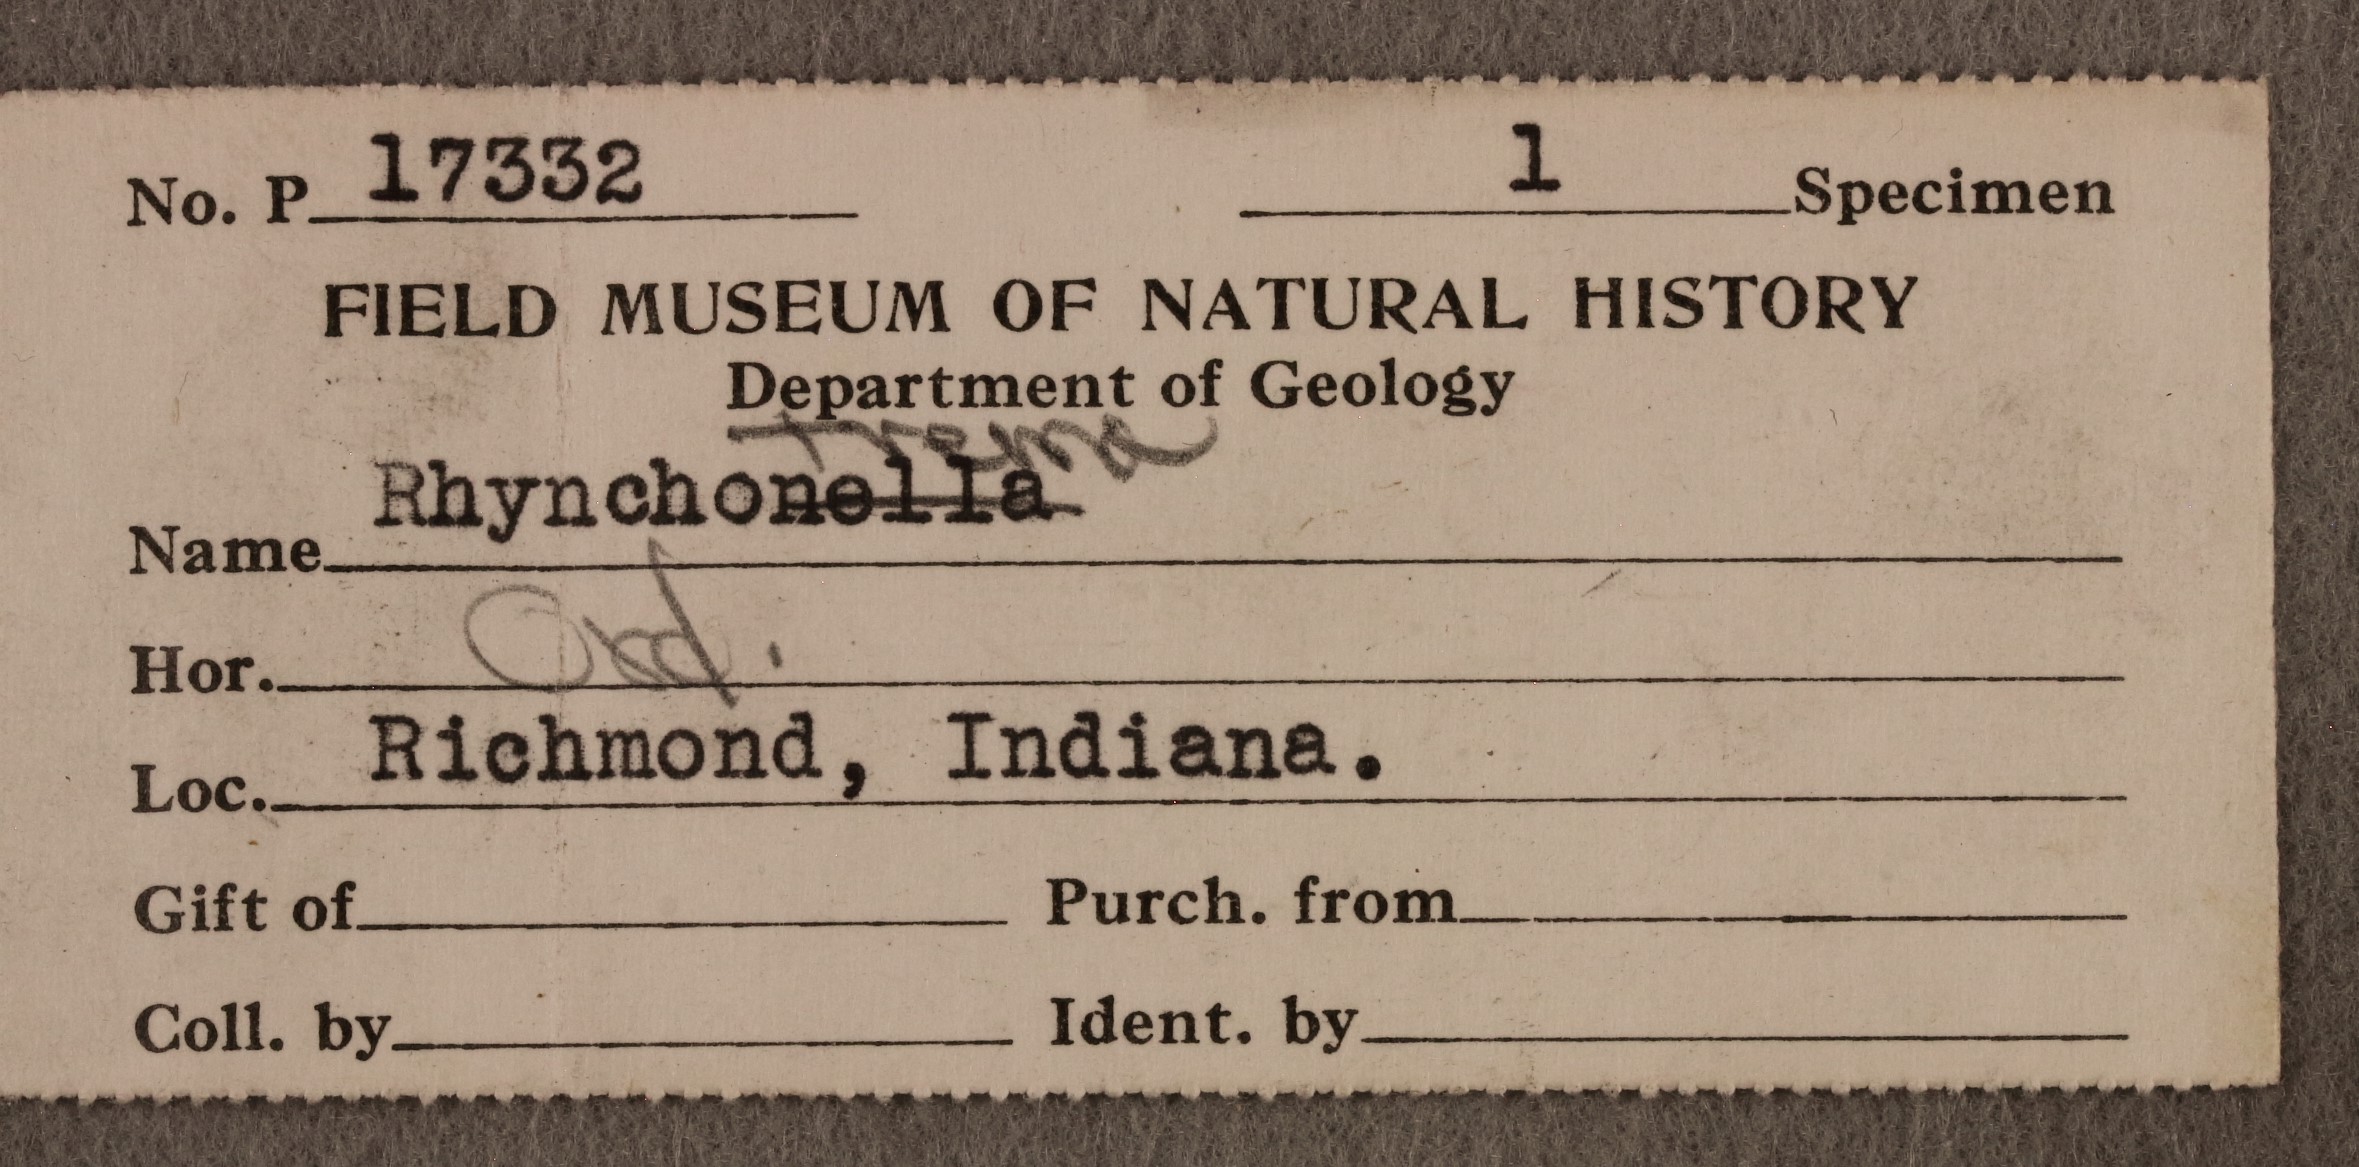 No. P 17332 1 Specimen
FIELD MUSEUM OF NATURAL HISTORY
Department of Geology
trema
Name Rhynchonella
Hor. Ord.
Loc. Richmond, Indiana.
Gift of Purch. from
Coll. by Ident. by